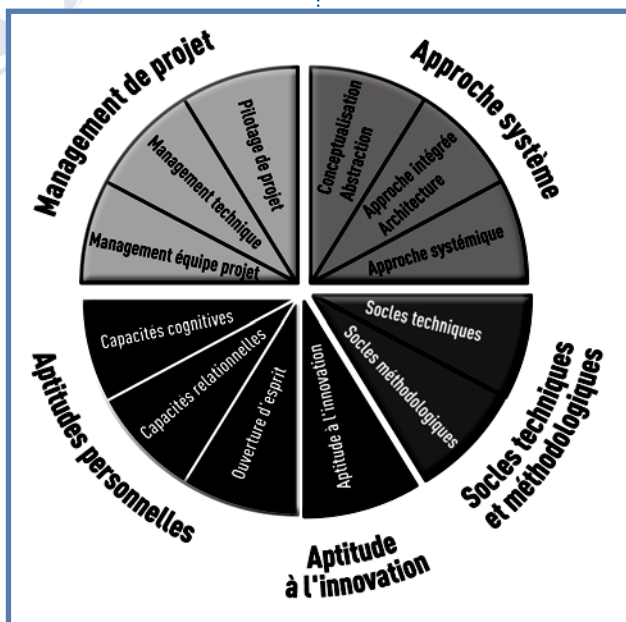 Management de projet
Pilotage de projet
Management technique
Management équipe projet
Approche système
Conceptualisation
Abstraction
Approche intégrée
Architecture
Approche systémique
Socles techniques
Socles méthodologiques
Socles techniques
et méthodologiques
Aptitude à l'innovation
Aptitude
à l'innovation
Capacités cognitives
Capacités relationnelles
Ouverture d'esprit
Aptitudes personnelles